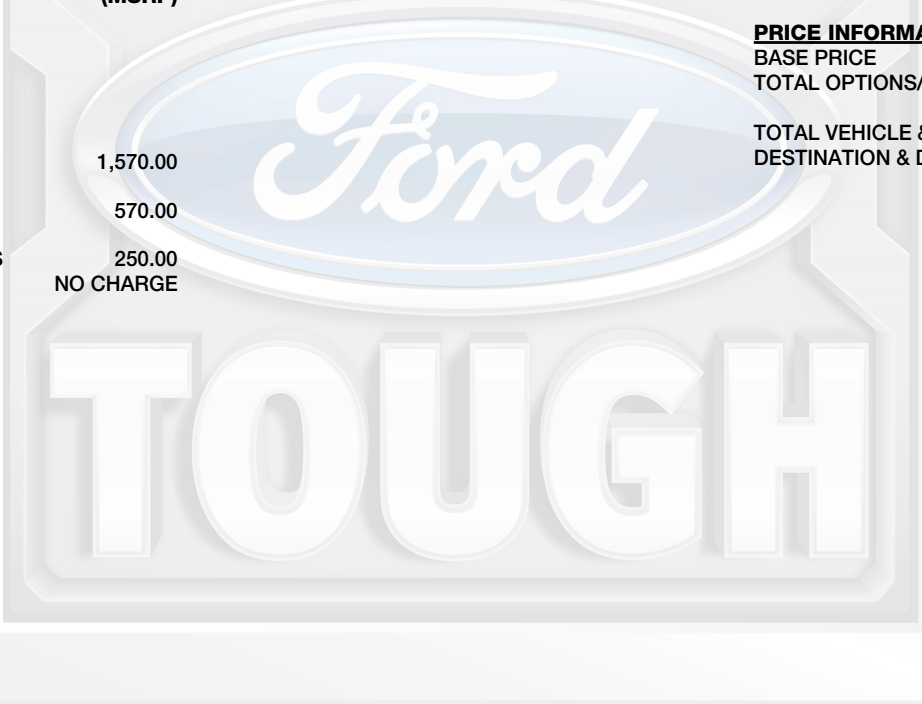 (MSRP)
1,570.00
570.00
250.00
NO CHARGE
PRICE INFORMA
BASE PRICE
TOTAL OPTIONS/
TOTAL VEHICLE &
DESTINATION & D
Ford
TOUGH